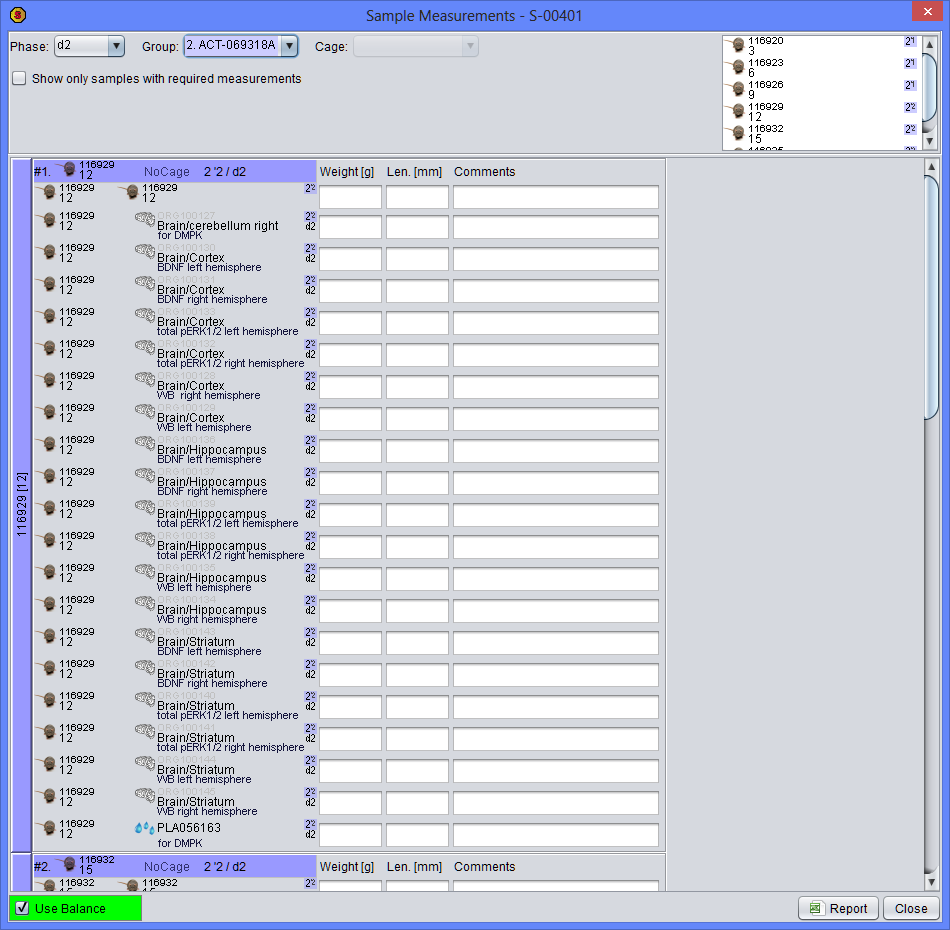 Sample Measurements - S-00401
Phase: d2 Group: 2. ACT-069318A Cage:
Show only samples with required measurements
116920 2'1
3
116923 2'1
6
116926 2'1
9
116929 2'2
12
116932 2'2
15
116929 [12]
#1. 116929 12 NoCage 2 '2 / d2 Weight [g] Len. [mm] Comments
116929 12 116929 12 2'2
116929 12 ORG100127 2'2
Brain/cerebellum right d2
for DMPK
116929 12 ORG100130 2'2
Brain/Cortex d2
BDNF left hemisphere
116929 12 ORG100131 2'2
Brain/Cortex d2
BDNF right hemisphere
116929 12 ORG100133 2'2
Brain/Cortex d2
total pERK1/2 left hemisphere
116929 12 ORG100132 2'2
Brain/Cortex d2
total pERK1/2 right hemisphere
116929 12 ORG100128 2'2
Brain/Cortex d2
WB right hemisphere
116929 12 ORG100129 2'2
Brain/Cortex d2
WB left hemisphere
116929 12 ORG100136 2'2
Brain/Hippocampus d2
BDNF left hemisphere
116929 12 ORG100137 2'2
Brain/Hippocampus d2
BDNF right hemisphere
116929 12 ORG100139 2'2
Brain/Hippocampus d2
total pERK1/2 left hemisphere
116929 12 ORG100138 2'2
Brain/Hippocampus d2
total pERK1/2 right hemisphere
116929 12 ORG100135 2'2
Brain/Hippocampus d2
WB left hemisphere
116929 12 ORG100134 2'2
Brain/Hippocampus d2
WB right hemisphere
116929 12 ORG100143 2'2
Brain/Striatum d2
BDNF left hemisphere
116929 12 ORG100142 2'2
Brain/Striatum d2
BDNF right hemisphere
116929 12 ORG100140 2'2
Brain/Striatum d2
total pERK1/2 left hemisphere
116929 12 ORG100141 2'2
Brain/Striatum d2
total pERK1/2 right hemisphere
116929 12 ORG100144 2'2
Brain/Striatum d2
WB left hemisphere
116929 12 ORG100145 2'2
Brain/Striatum d2
WB right hemisphere
116929 12 PLA056163 2'2
d2
for DMPK
#2. 116932 15 NoCage 2 '2 / d2 Weight [g] Len. [mm] Comments
116932 116932 2'2
Use Balance Report Close